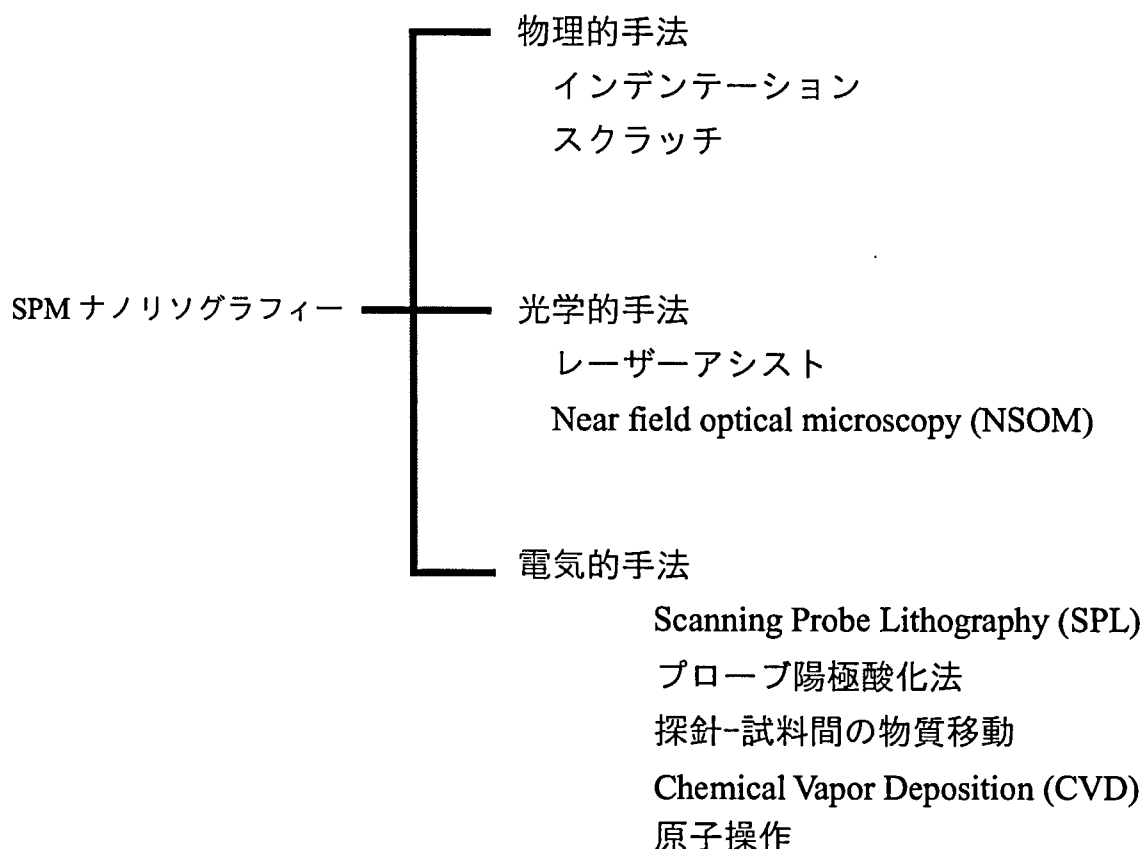 物理的手法
インデンテーション
スクラッチ
SPM ナノリソグラフィー
光学的手法
レーザーアシスト
Near field optical microscopy (NSOM)
電気的手法
Scanning Probe Lithography (SPL)
プローブ陽極酸化法
探針-試料間の物質移動
Chemical Vapor Deposition (CVD)
原子操作